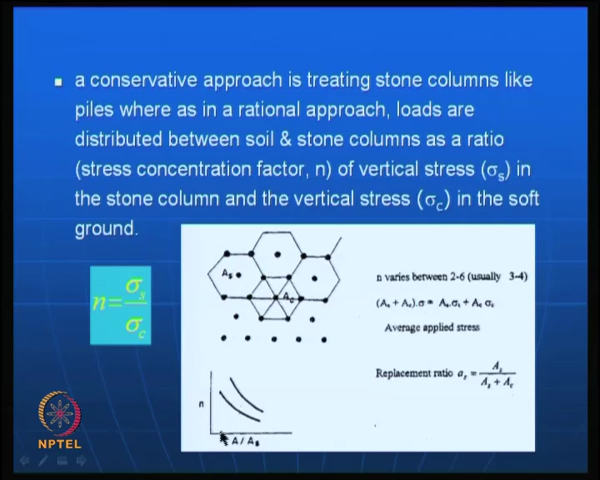 a conservative approach is treating stone columns like
piles where as in a rational approach, loads are
distributed between soil & stone columns as a ratio
(stress concentration factor, n) of vertical stress (σs) in
the stone column and the vertical stress (σc) in the soft
ground.
n = σs / σc
As
Ac
n varies between 2-6 (usually 3-4)
(As + Ac).σ = As.σs + Ac σc
Average applied stress
Replacement ratio as = As / (As + Ac)
n
A / As
NPTEL